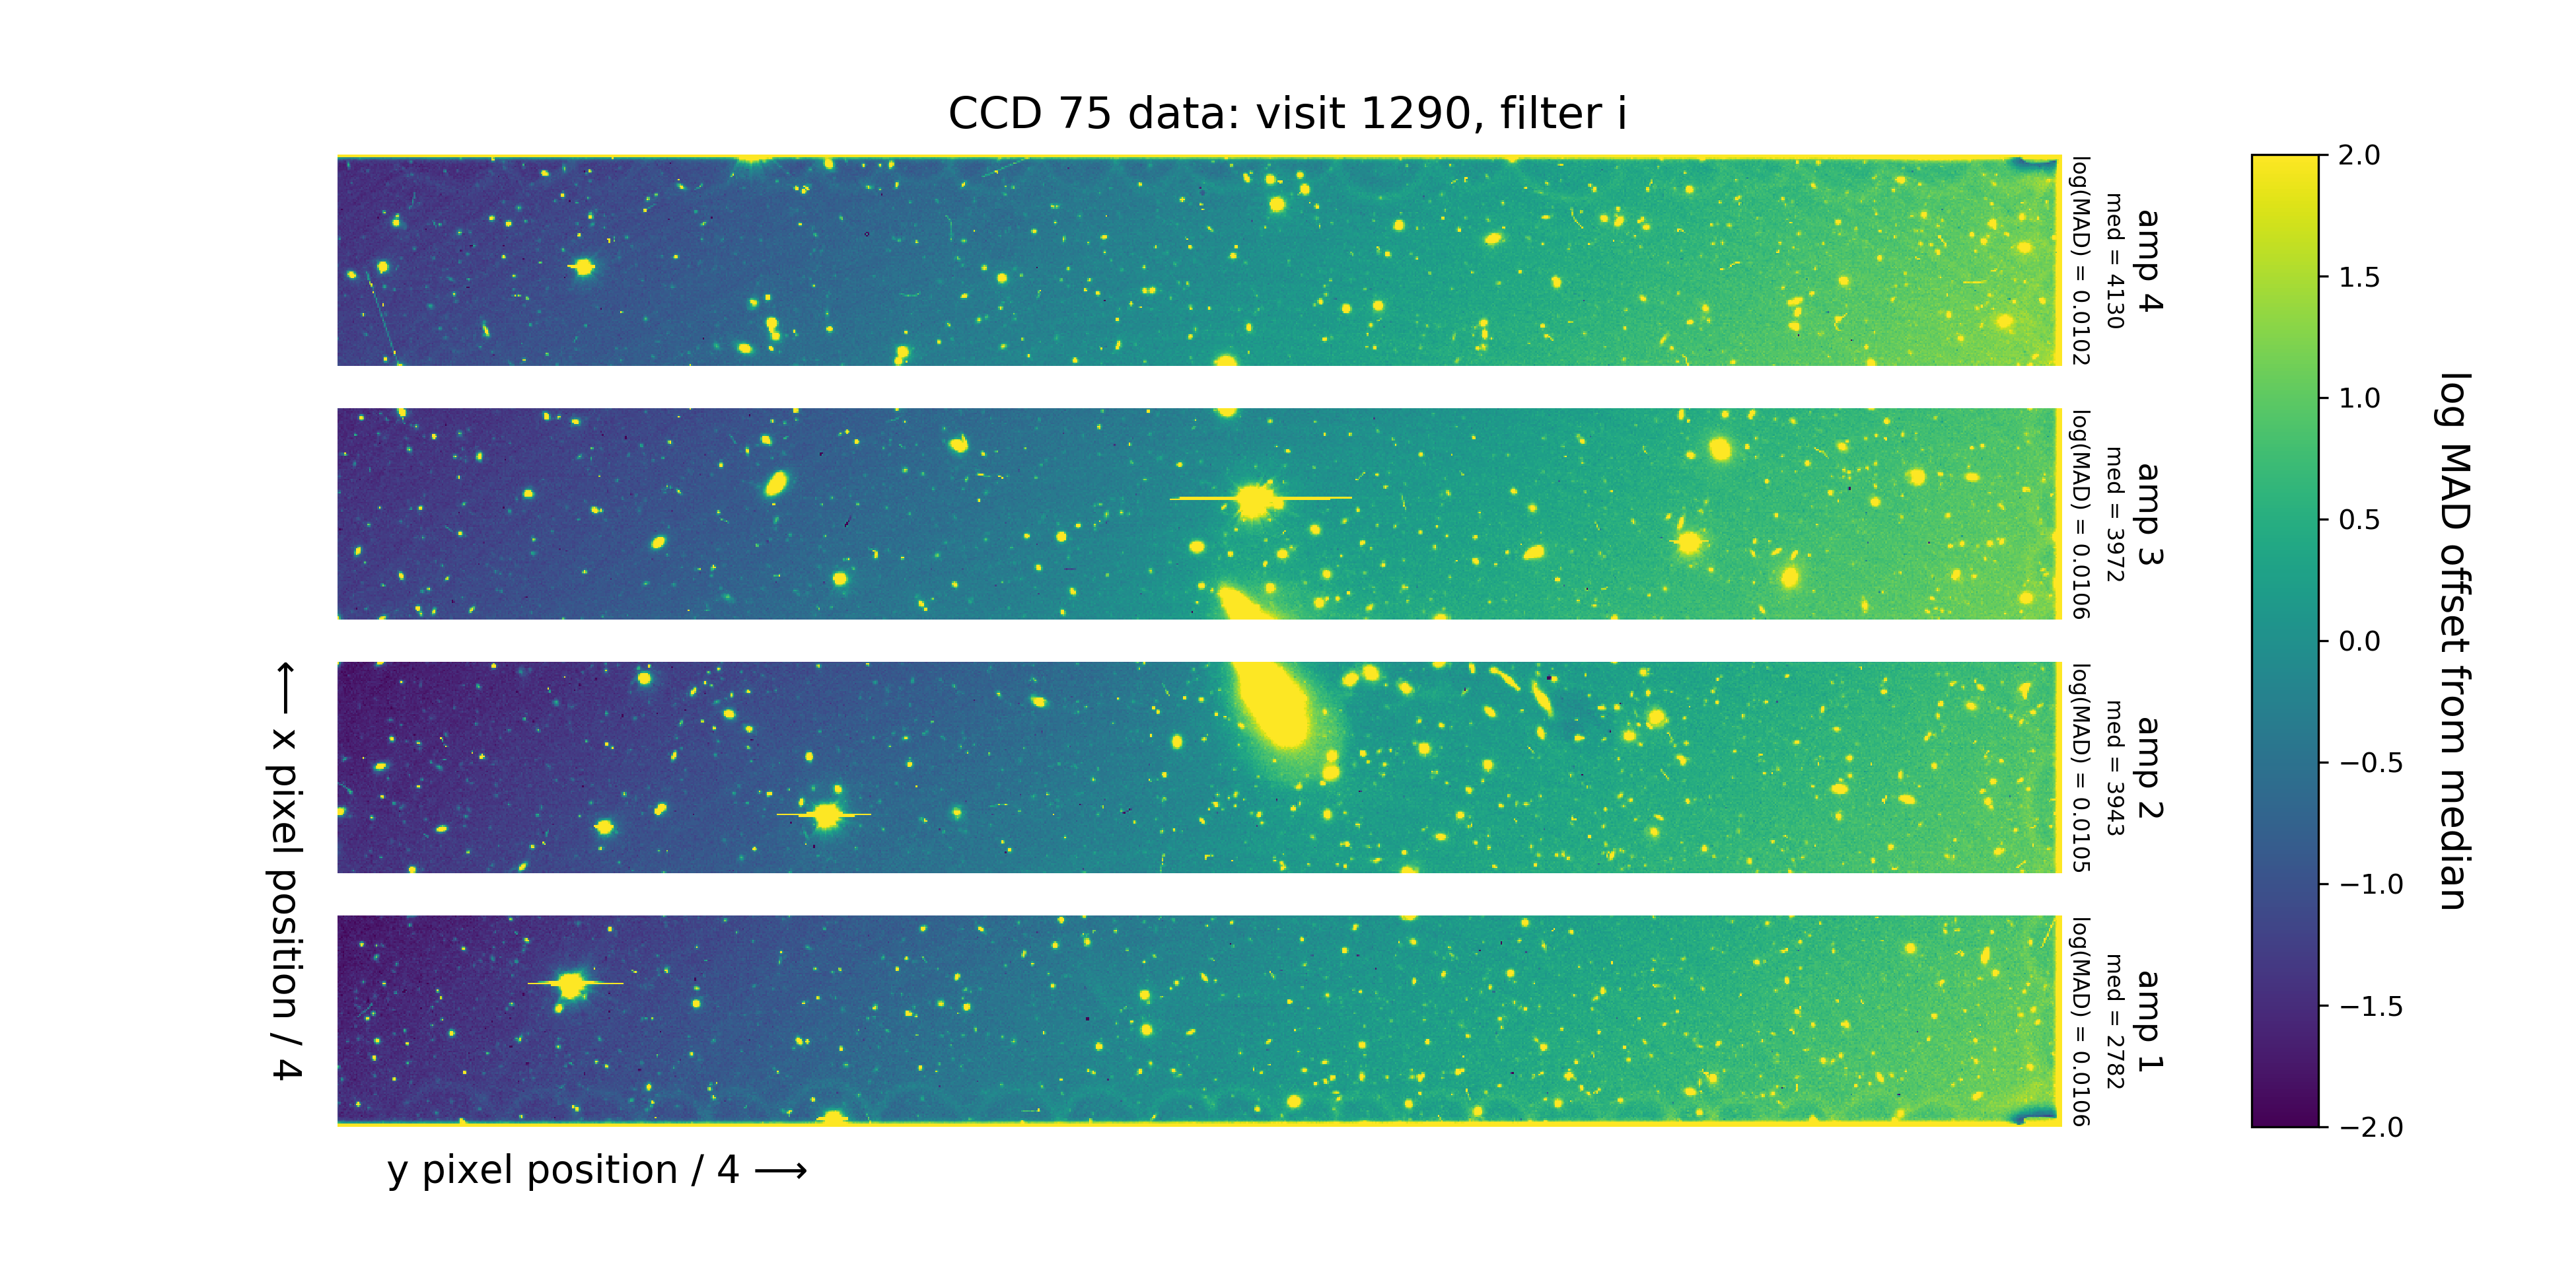 CCD 75 data: visit 1290, filter i
amp 4
med = 4130
log(MAD) = 0.0102
amp 3
med = 3972
log(MAD) = 0.0106
amp 2
med = 3943
log(MAD) = 0.0105
amp 1
med = 2782
log(MAD) = 0.0106
⟵ x pixel position / 4
y pixel position / 4 ⟶
2.0
1.5
1.0
0.5
0.0
−0.5
−1.0
−1.5
−2.0
log MAD offset from median